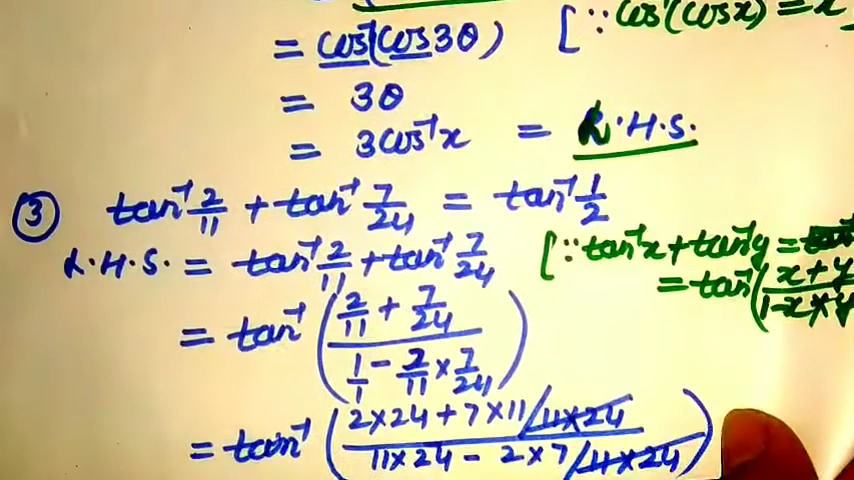 = cos⁻¹(cos3θ) [∵ cos⁻¹(cosx) = x
= 3θ
= 3cos⁻¹x = L.H.S.
③ tan⁻¹ 2/11 + tan⁻¹ 7/24 = tan⁻¹ 1/2
L.H.S. = tan⁻¹ 2/11 + tan⁻¹ 7/24 [∵ tan⁻¹x + tan⁻¹y =
= tan⁻¹(x+y/1-x×y
= tan⁻¹ (2/11 + 7/24 / 1/1 - 2/11 × 7/24)
= tan⁻¹ (2×24+7×11/11×24 / 11×24 - 2×7/11×24)